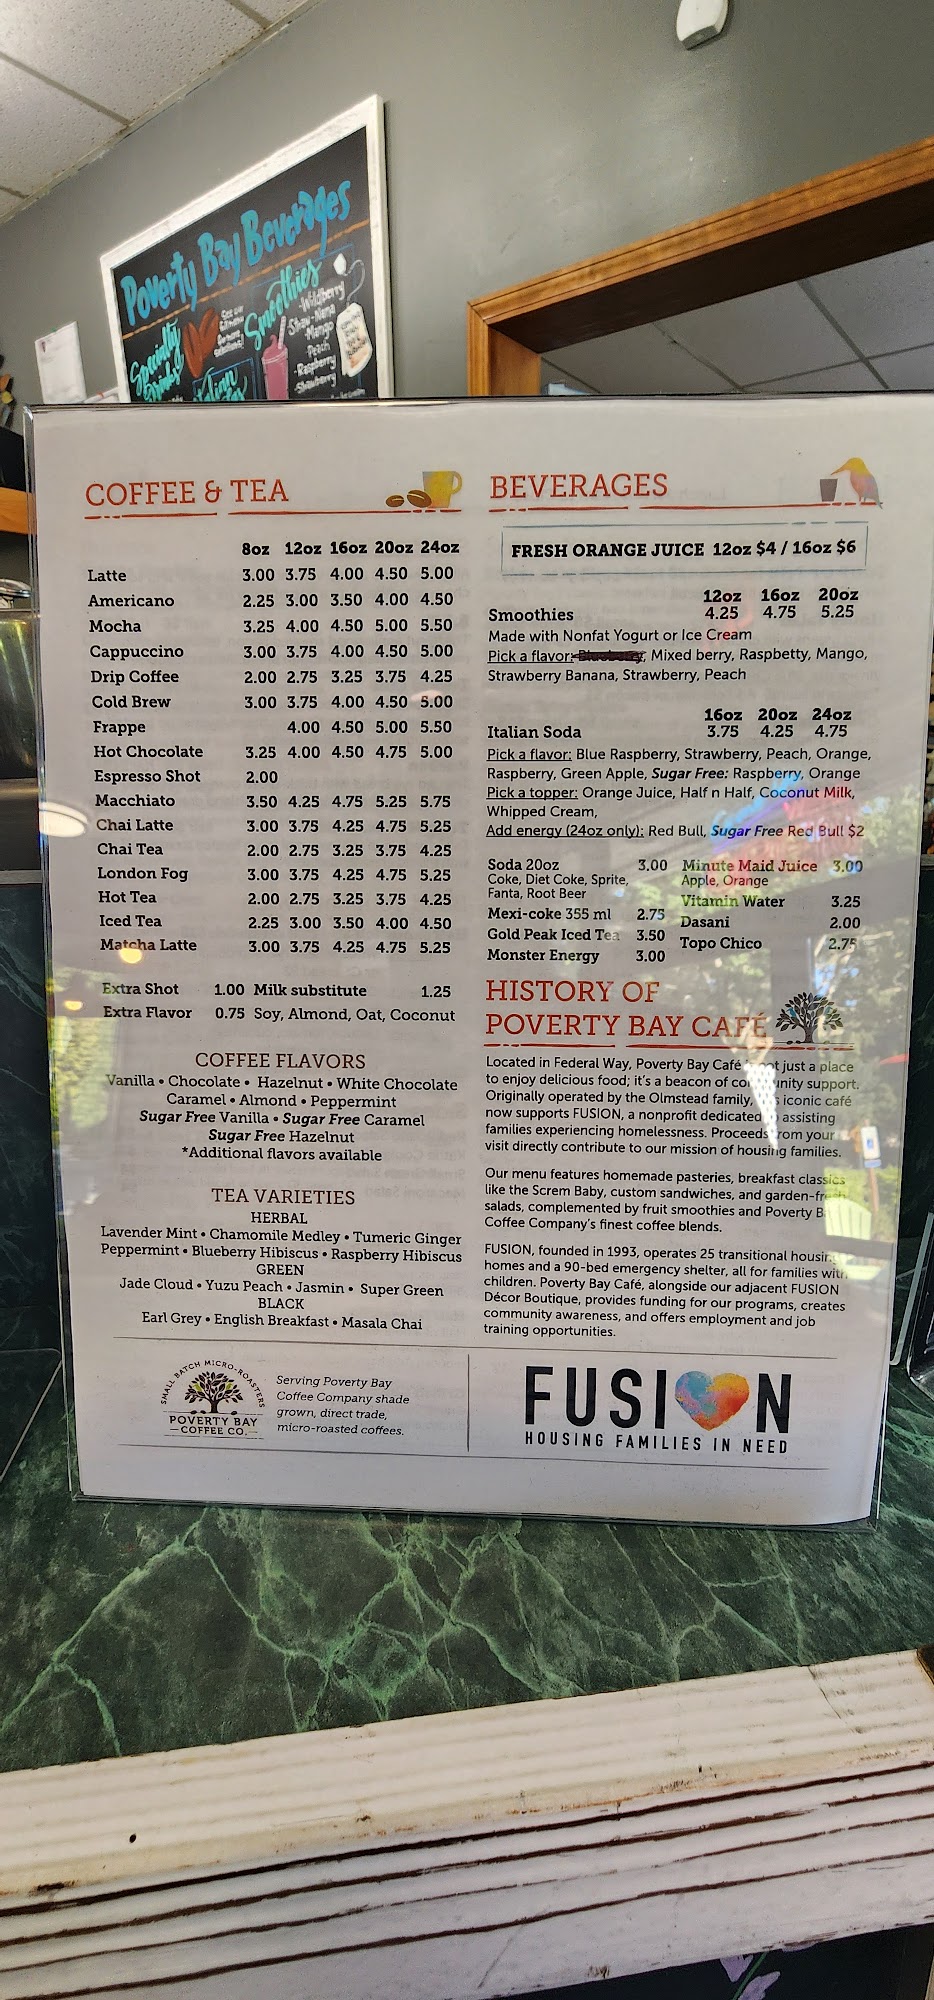 Poverty Bay Beverages
Specialty
Drinks
Smoothies
-Wildberry
Straw-Nana
-Mango
-Peach
-Raspberry
-Strawberry
COFFEE & TEA
8oz 12oz 16oz 20oz 24oz
Latte 3.00 3.75 4.00 4.50 5.00
Americano 2.25 3.00 3.50 4.00 4.50
Mocha 3.25 4.00 4.50 5.00 5.50
Cappuccino 3.00 3.75 4.00 4.50 5.00
Drip Coffee 2.00 2.75 3.25 3.75 4.25
Cold Brew 3.00 3.75 4.00 4.50 5.00
Frappe 4.00 4.50 5.00 5.50
Hot Chocolate 3.25 4.00 4.50 4.75 5.00
Espresso Shot 2.00
Macchiato 3.50 4.25 4.75 5.25 5.75
Chai Latte 3.00 3.75 4.25 4.75 5.25
Chai Tea 2.00 2.75 3.25 3.75 4.25
London Fog 3.00 3.75 4.25 4.75 5.25
Hot Tea 2.00 2.75 3.25 3.75 4.25
Iced Tea 2.25 3.00 3.50 4.00 4.50
Matcha Latte 3.00 3.75 4.25 4.75 5.25
Extra Shot 1.00 Milk substitute 1.25
Extra Flavor 0.75 Soy, Almond, Oat, Coconut
COFFEE FLAVORS
Vanilla • Chocolate • Hazelnut • White Chocolate
Caramel • Almond • Peppermint
Sugar Free Vanilla • Sugar Free Caramel
Sugar Free Hazelnut
*Additional flavors available
TEA VARIETIES
HERBAL
Lavender Mint • Chamomile Medley • Tumeric Ginger
Peppermint • Blueberry Hibiscus • Raspberry Hibiscus
GREEN
Jade Cloud • Yuzu Peach • Jasmin • Super Green
BLACK
Earl Grey • English Breakfast • Masala Chai
SMALL BATCH MICRO-ROASTERS
POVERTY BAY
COFFEE CO.
Serving Poverty Bay
Coffee Company shade
grown, direct trade,
micro-roasted coffees.
BEVERAGES
FRESH ORANGE JUICE 12oz $4 / 16oz $6
12oz 16oz 20oz
Smoothies 4.25 4.75 5.25
Made with Nonfat Yogurt or Ice Cream
Pick a flavor: Mixed berry, Raspbetty, Mango,
Strawberry Banana, Strawberry, Peach
16oz 20oz 24oz
Italian Soda 3.75 4.25 4.75
Pick a flavor: Blue Raspberry, Strawberry, Peach, Orange,
Raspberry, Green Apple, Sugar Free: Raspberry, Orange
Pick a topper: Orange Juice, Half n Half, Coconut Milk,
Whipped Cream,
Add energy (24oz only): Red Bull, Sugar Free Red Bull $2
Soda 20oz 3.00
Coke, Diet Coke, Sprite,
Fanta, Root Beer
Mexi-coke 355 ml 2.75
Gold Peak Iced Tea 3.50
Monster Energy 3.00
Minute Maid Juice 3.00
Apple, Orange
Vitamin Water 3.25
Dasani 2.00
Topo Chico 2.75
HISTORY OF
POVERTY BAY CAFÉ
Located in Federal Way, Poverty Bay Café not just a place
to enjoy delicious food; it's a beacon of community support.
Originally operated by the Olmstead family, iconic café
now supports FUSION, a nonprofit dedicated assisting
families experiencing homelessness. Proceeds from your
visit directly contribute to our mission of housing families.
Our menu features homemade pasteries, breakfast classics
like the Screm Baby, custom sandwiches, and garden-fresh
salads, complemented by fruit smoothies and Poverty Bay
Coffee Company's finest coffee blends.
FUSION, founded in 1993, operates 25 transitional housing
homes and a 90-bed emergency shelter, all for families with
children. Poverty Bay Café, alongside our adjacent FUSION
Décor Boutique, provides funding for our programs, creates
community awareness, and offers employment and job
training opportunities.
FUSION
HOUSING FAMILIES IN NEED